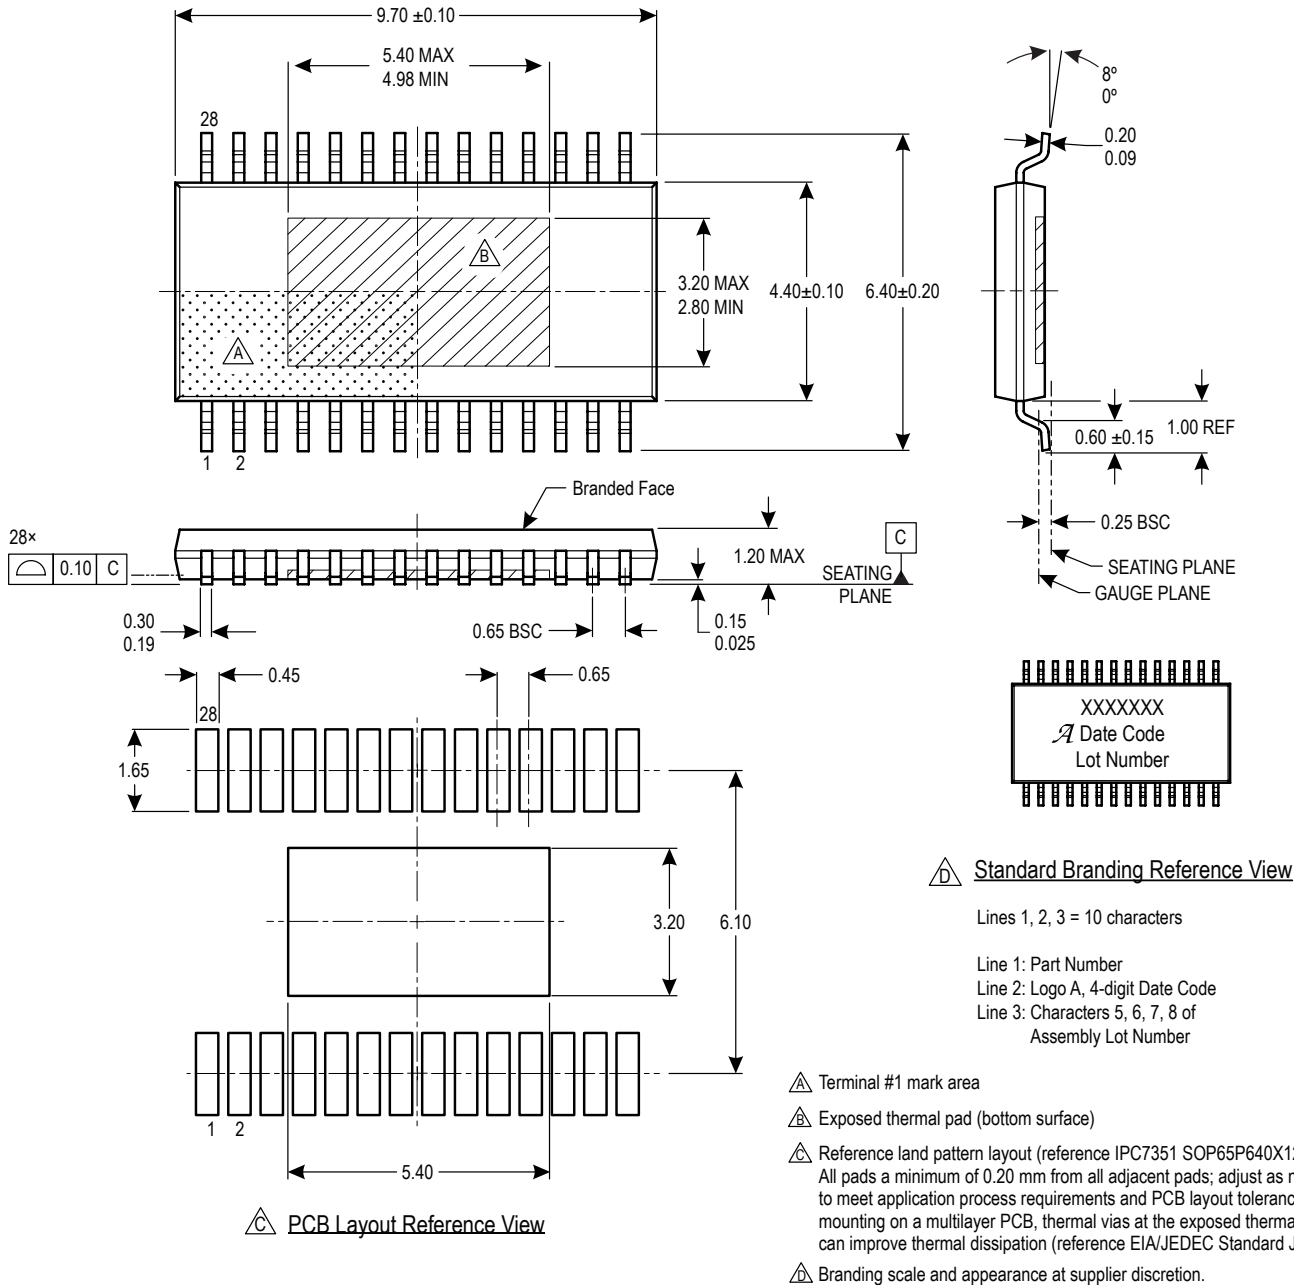 9.70 ±0.10
5.40 MAX
4.98 MIN
8º
0º
28
0.20
0.09
B
3.20 MAX
2.80 MIN
4.40±0.10
6.40±0.20
A
1 2
0.60 ±0.15
1.00 REF
Branded Face
0.25 BSC
28×
0.10 C
1.20 MAX
C
SEATING
PLANE
SEATING PLANE
GAUGE PLANE
0.30
0.19
0.65 BSC
0.15
0.025
0.45
0.65
28
1.65
XXXXXXX
A Date Code
Lot Number
3.20
6.10
D Standard Branding Reference View
Lines 1, 2, 3 = 10 characters
Line 1: Part Number
Line 2: Logo A, 4-digit Date Code
Line 3: Characters 5, 6, 7, 8 of
Assembly Lot Number
1 2
5.40
C PCB Layout Reference View
A Terminal #1 mark area
B Exposed thermal pad (bottom surface)
C Reference land pattern layout (reference IPC7351 SOP65P640X12
All pads a minimum of 0.20 mm from all adjacent pads; adjust as n
to meet application process requirements and PCB layout toleranc
mounting on a multilayer PCB, thermal vias at the exposed therma
can improve thermal dissipation (reference EIA/JEDEC Standard J
D Branding scale and appearance at supplier discretion.